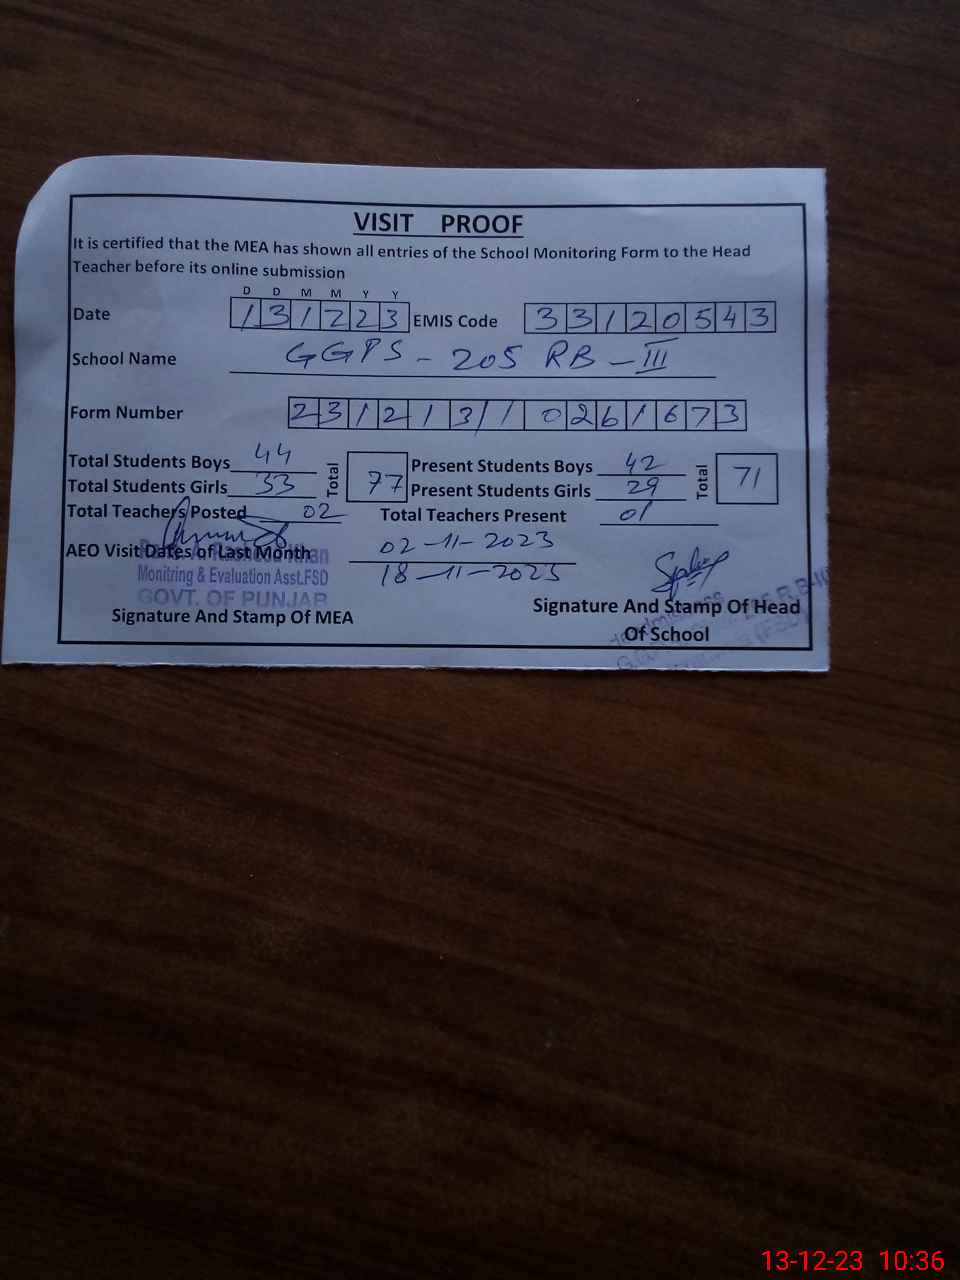 VISIT PROOF
It is certified that the MEA has shown all entries of the School Monitoring Form to the Head
Teacher before its online submission
D D M M Y Y
Date 131223 EMIS Code 33120543
School Name GGPS - 205 RB - III
Form Number
Total Students Boys 44 Total 77 Present Students Boys 42 Total 71
Total Students Girls 33 Present Students Girls 29
Total Teachers Posted 02 Total Teachers Present 01
AEO Visit Dates of Last Month 02-11-2023
18-11-2023
Khan
Monitring & Evaluation Asst.FSD
GOVT. OF PUNJAB
Signature And Stamp Of MEA
Signature And Stamp Of Head
Of School
13-12-23 10:36